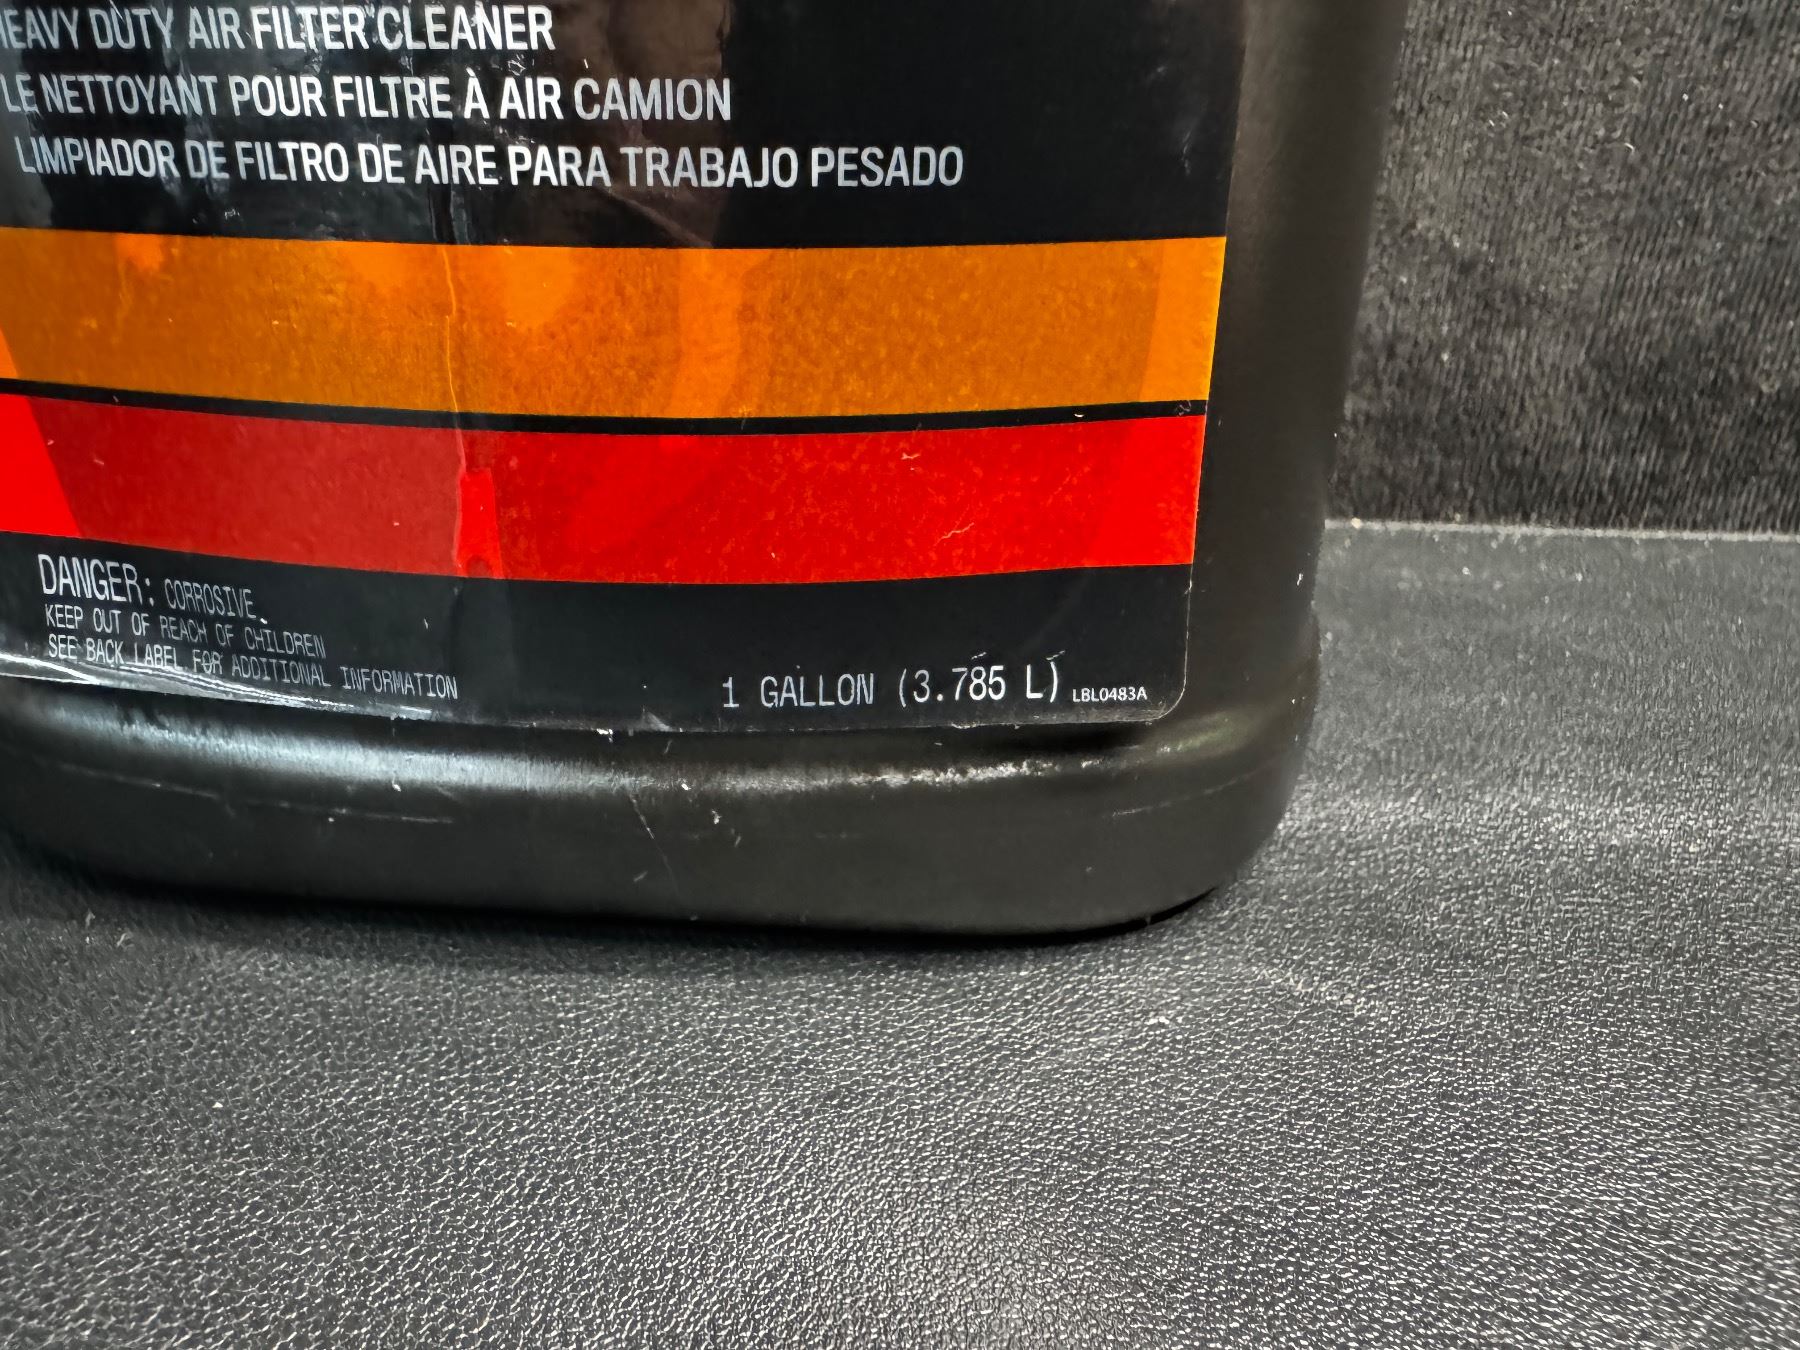 HEAVY DUTY AIR FILTER CLEANER
LE NETTOYANT POUR FILTRE À AIR CAMION
LIMPIADOR DE FILTRO DE AIRE PARA TRABAJO PESADO
DANGER: CORROSIVE.
KEEP OUT OF REACH OF CHILDREN
SEE BACK LABEL FOR ADDITIONAL INFORMATION
1 GALLON (3.785 L) LBL0483A